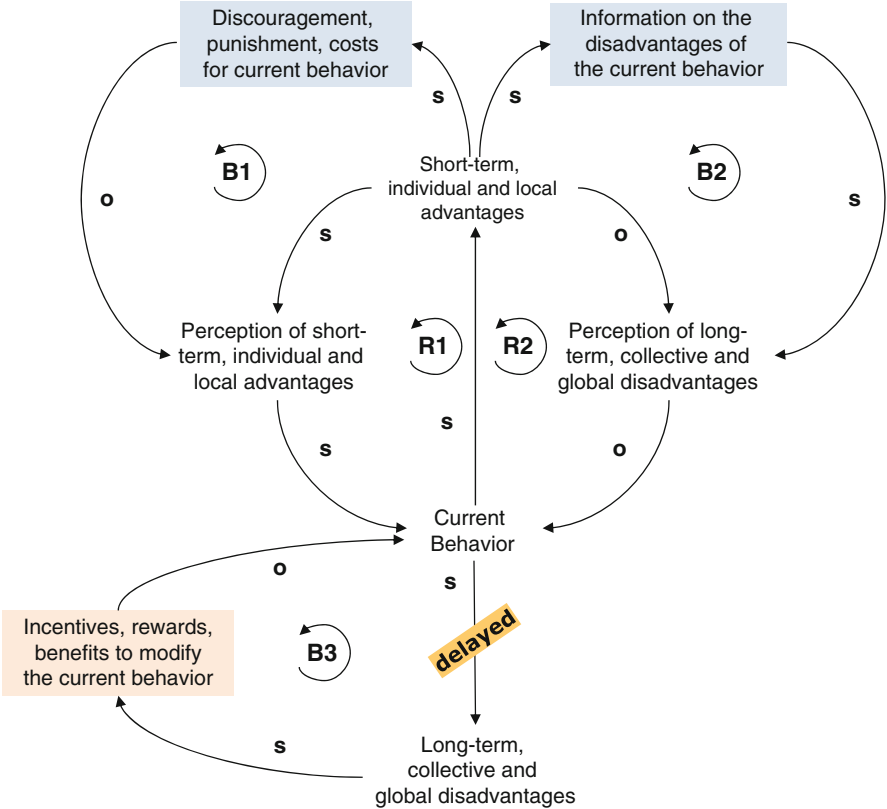 Discouragement,
punishment, costs
for current behavior
Information on the
disadvantages of
the current behavior
s
s
B1
B2
Short-term,
individual and local
advantages
o
s
s
o
Perception of short-
term, individual and
local advantages
R1
R2
Perception of long-
term, collective and
global disadvantages
s
s
o
Current
Behavior
o
s
Incentives, rewards,
benefits to modify
the current behavior
B3
delayed
s
Long-term,
collective and
global disadvantages